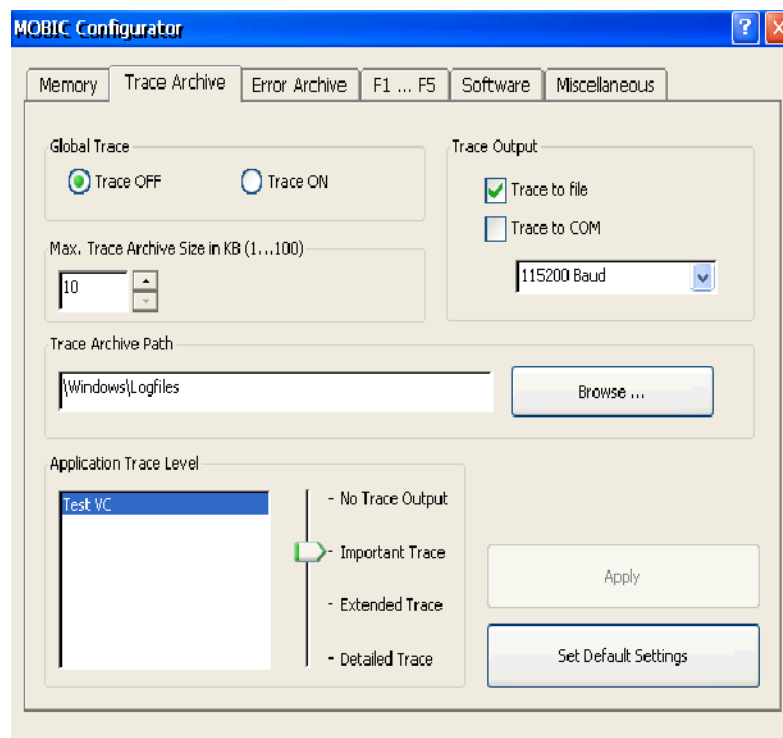 MOBIC Configurator
?
X
Memory
Trace Archive
Error Archive
F1 ... F5
Software
Miscellaneous
Global Trace
Trace OFF
Trace ON
Trace Output
Trace to file
Trace to COM
115200 Baud
Max. Trace Archive Size in KB (1...100)
10
Trace Archive Path
\Windows\Logfiles
Browse ...
Application Trace Level
Test VC
- No Trace Output
- Important Trace
- Extended Trace
- Detailed Trace
Apply
Set Default Settings